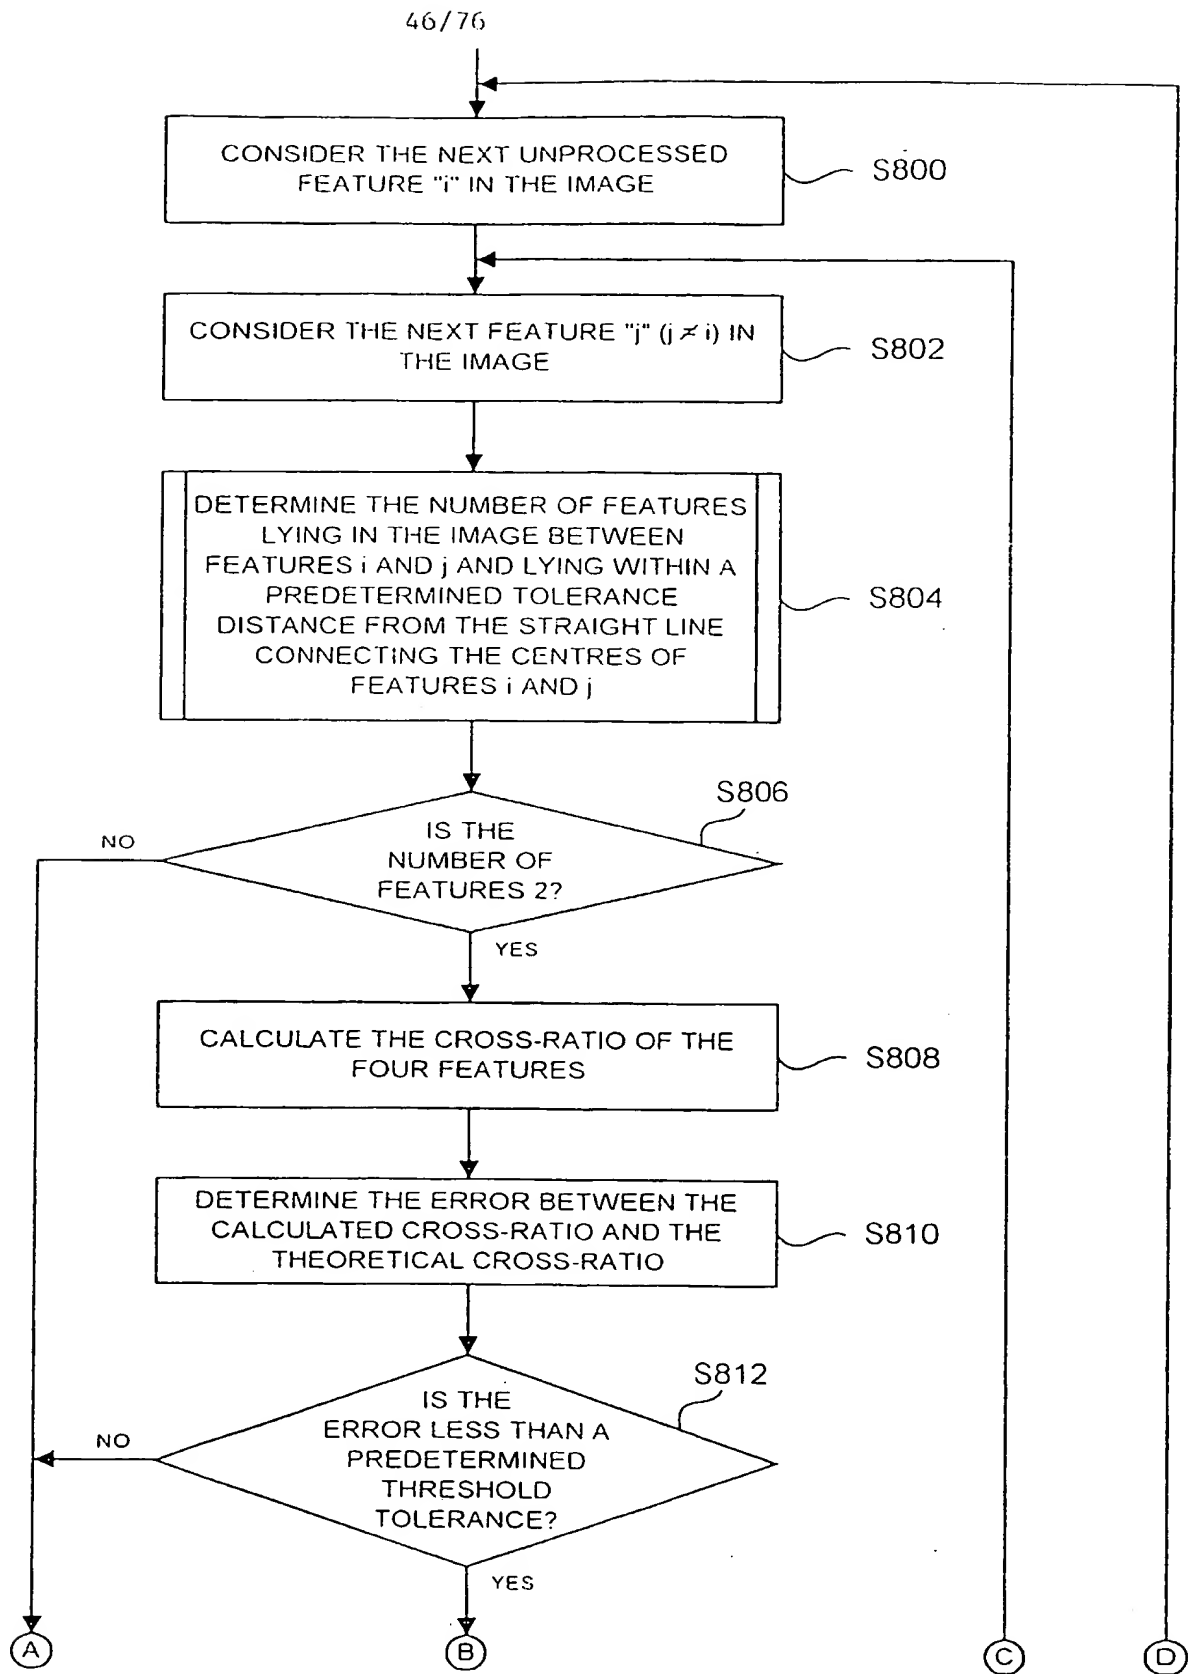 46/76
CONSIDER THE NEXT UNPROCESSED
FEATURE "i" IN THE IMAGE
S800
CONSIDER THE NEXT FEATURE "j" (j ≠ i) IN
THE IMAGE
S802
DETERMINE THE NUMBER OF FEATURES
LYING IN THE IMAGE BETWEEN
FEATURES i AND j AND LYING WITHIN A
PREDETERMINED TOLERANCE
DISTANCE FROM THE STRAIGHT LINE
CONNECTING THE CENTRES OF
FEATURES i AND j
S804
S806
NO
IS THE
NUMBER OF
FEATURES 2?
YES
CALCULATE THE CROSS-RATIO OF THE
FOUR FEATURES
S808
DETERMINE THE ERROR BETWEEN THE
CALCULATED CROSS-RATIO AND THE
THEORETICAL CROSS-RATIO
S810
S812
NO
IS THE
ERROR LESS THAN A
PREDETERMINED
THRESHOLD
TOLERANCE?
YES
A
B
C
D